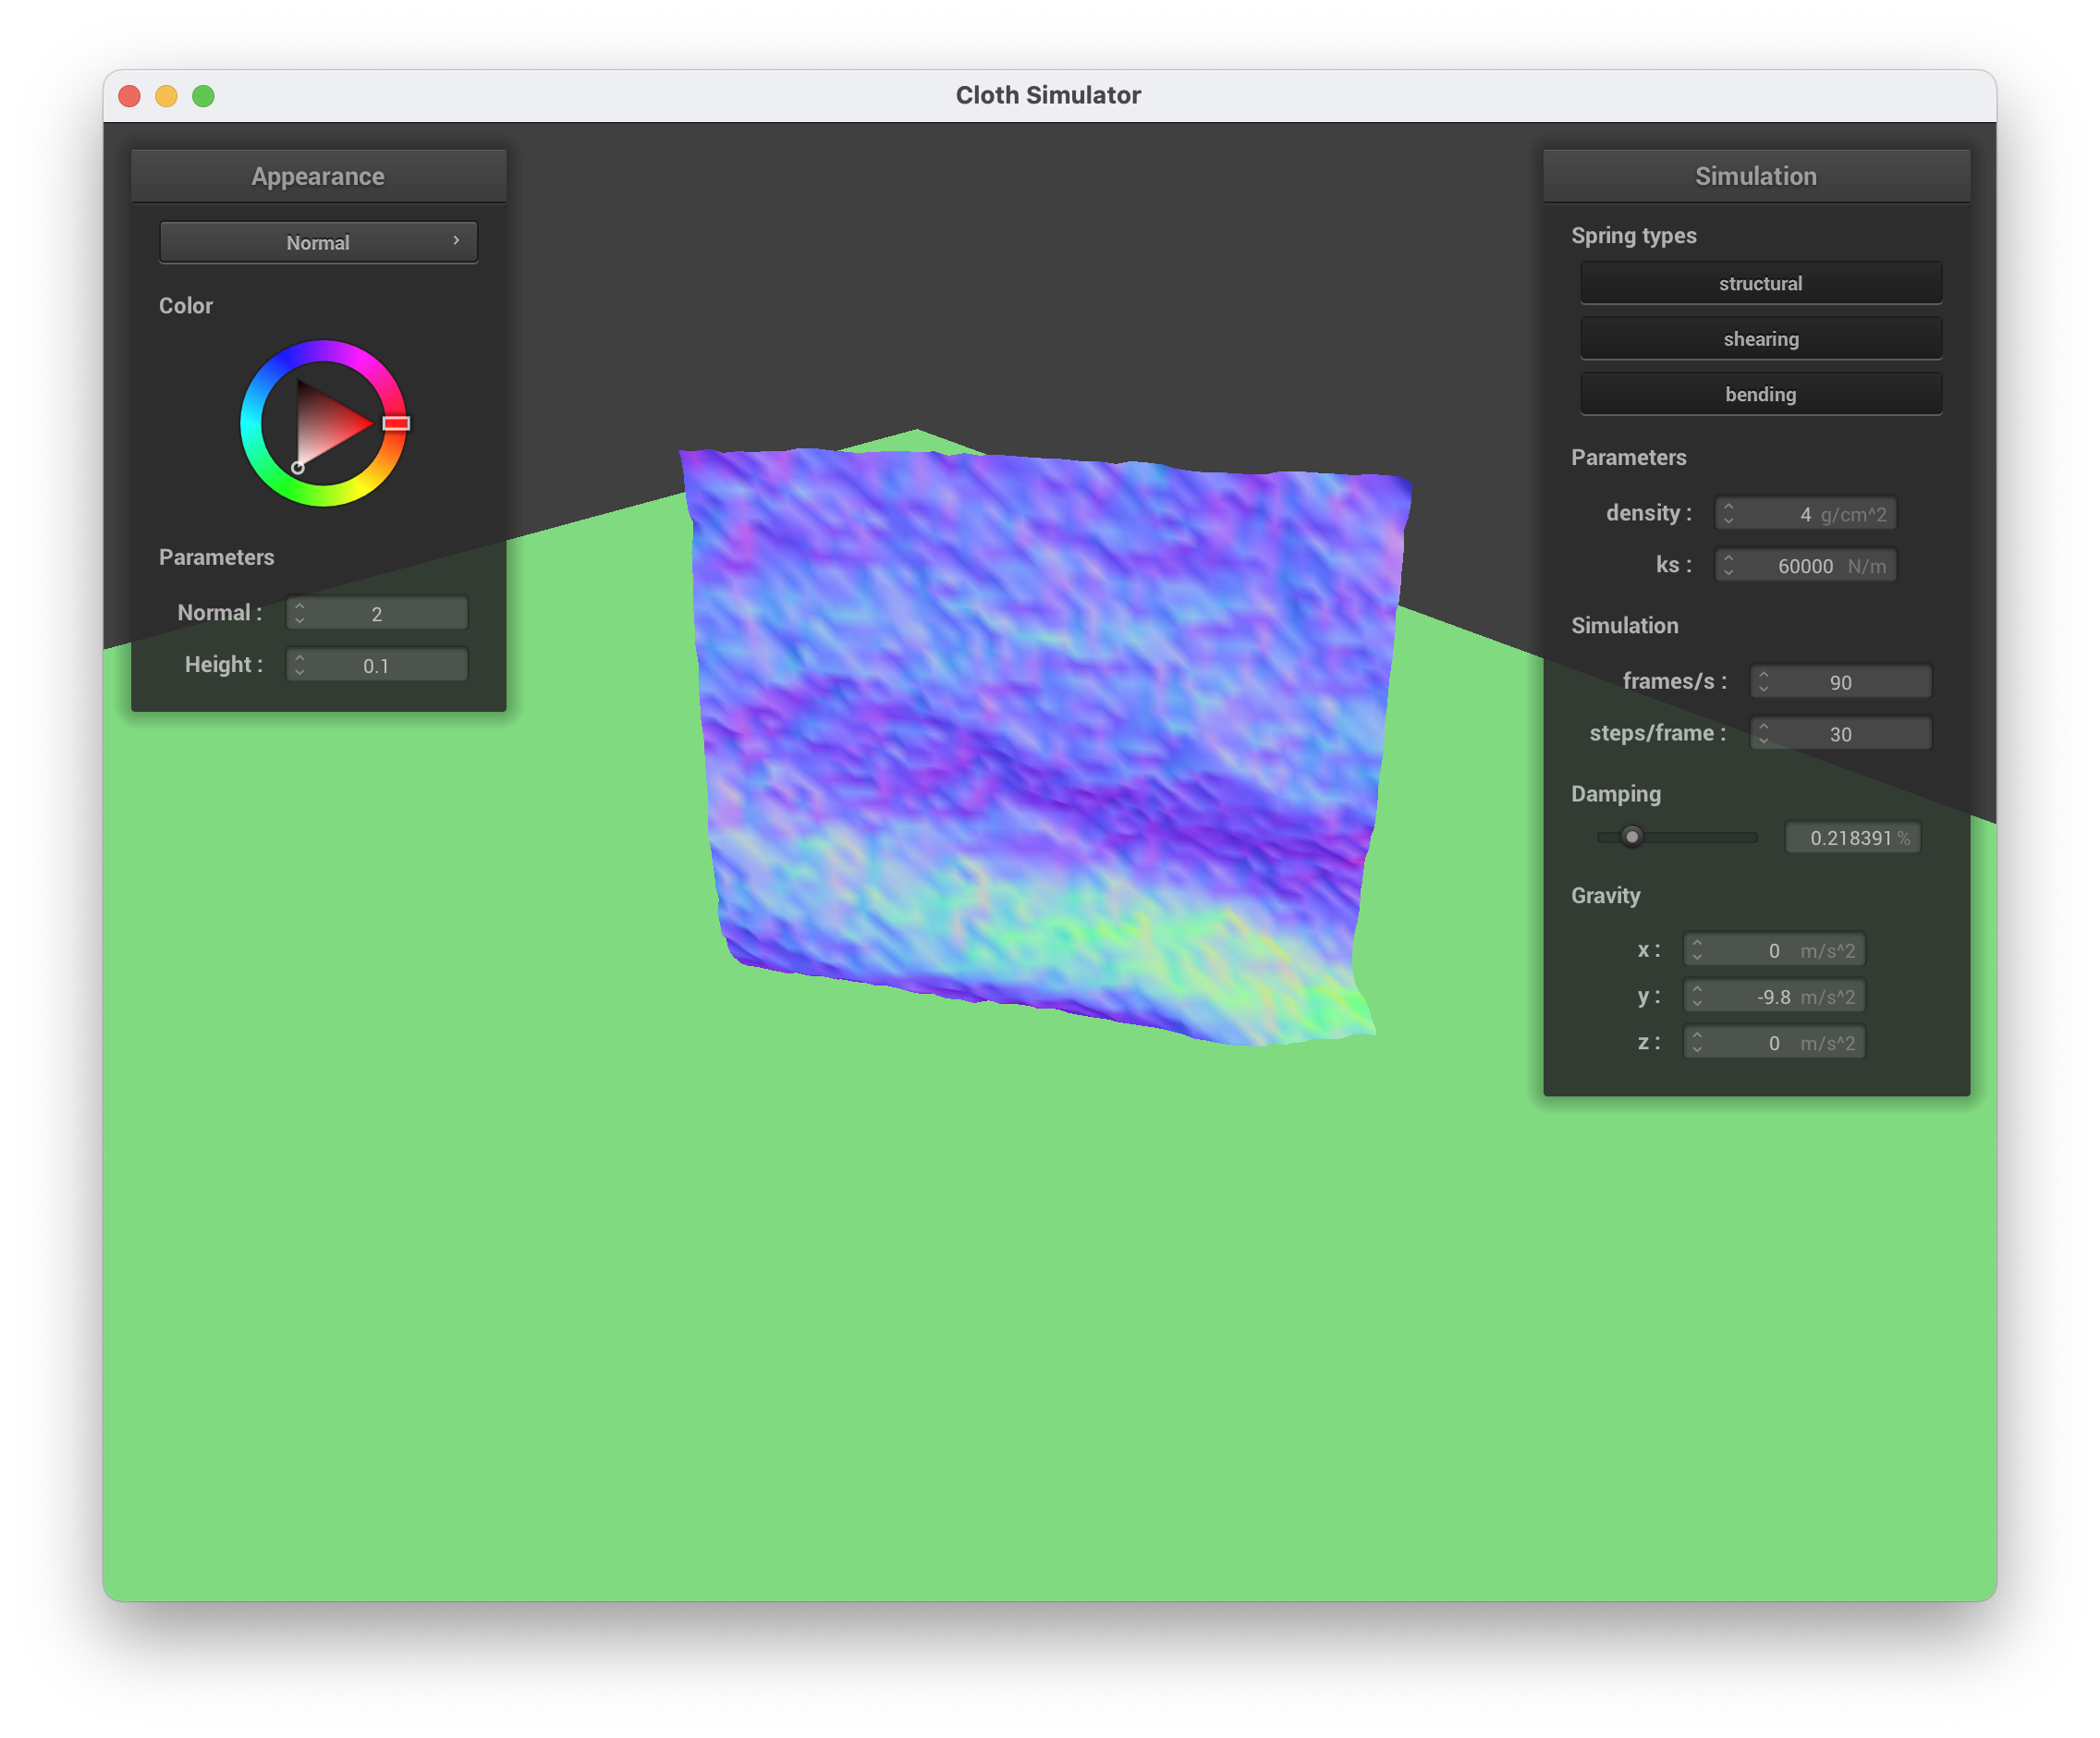 Cloth Simulator
Appearance
Normal
Color
Parameters
Normal : 2
Height : 0.1
Simulation
Spring types
structural
shearing
bending
Parameters
density : 4 g/cm^2
ks : 60000 N/m
Simulation
frames/s : 90
steps/frame : 30
Damping
0.218391 %
Gravity
x : 0 m/s^2
y : -9.8 m/s^2
z : 0 m/s^2